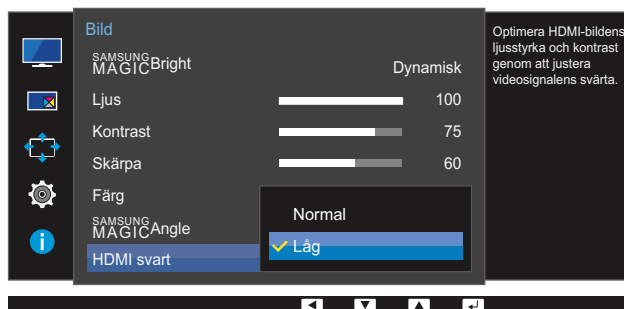 Bild
SAMSUNG MAGICBright Dynamisk
Ljus 100
Kontrast 75
Skärpa 60
Färg
SAMSUNG MAGICAngle
HDMI svart
Normal
Låg
Optimera HDMI-bildens
ljusstyrka och kontrast
genom att justera
videosignalens svärta.